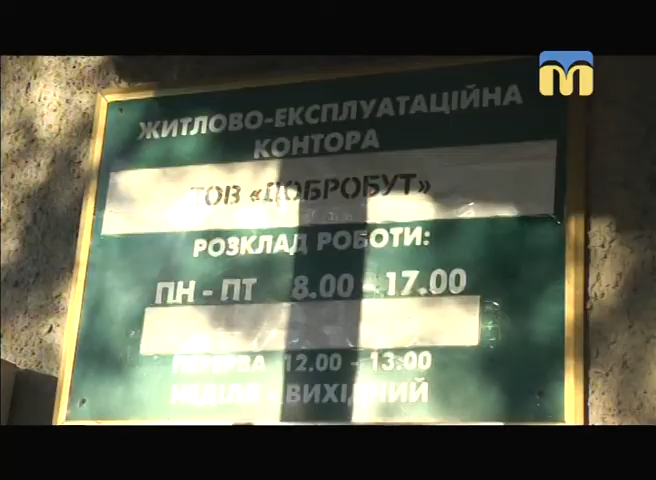 ЖИТЛОВО-ЕКСПЛУАТАЦІЙНА
КОНТОРА
ТОВ «ДОБРОБУТ»
РОЗКЛАД РОБОТИ:
ПН - ПТ 8.00 - 17.00
ПЕРЕРВА 12.00 - 13.00
НЕДІЛЯ - ВИХІДНИЙ